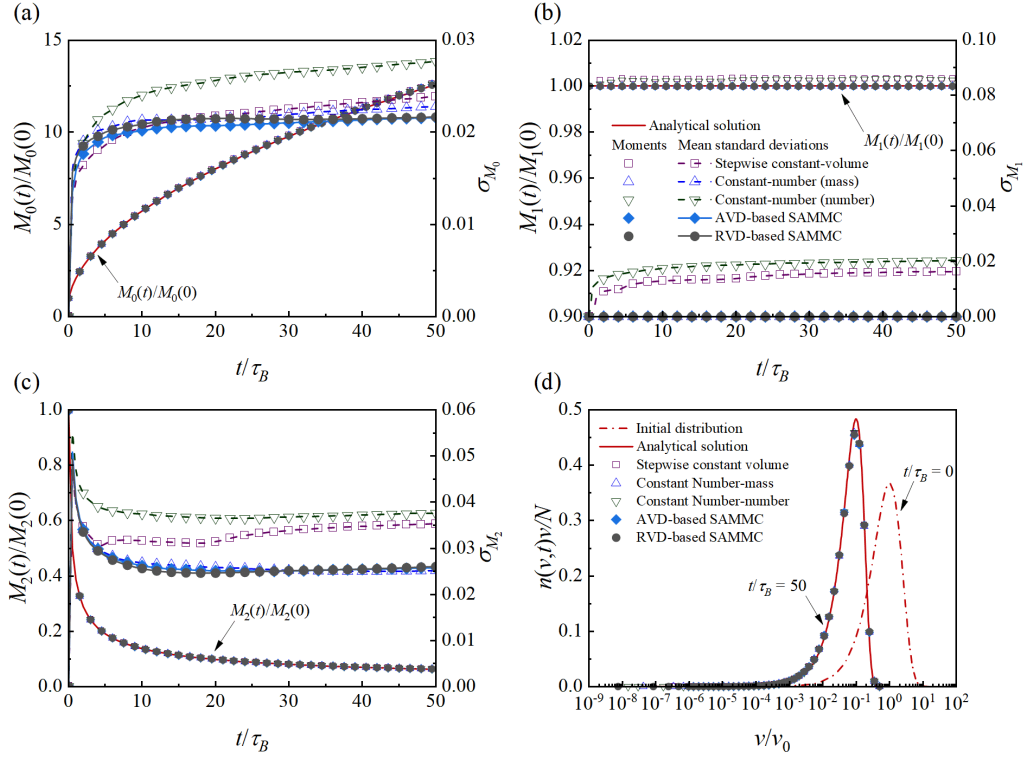 (a)
15
10
5
0
M₀(t)/M₀(0)
0.03
0.02
0.01
0.00
σ_M₀
M₀(t)/M₀(0)
0 10 20 30 40 50
t/τ_B
(b)
1.02
1.00
0.98
0.96
0.94
0.92
0.90
M₁(t)/M₁(0)
0.10
0.08
0.06
0.04
0.02
0.00
σ_M₁
M₁(t)/M₁(0)
Analytical solution
Moments Mean standard deviations
Stepwise constant-volume
Constant-number (mass)
Constant-number (number)
AVD-based SAMMC
RVD-based SAMMC
0 10 20 30 40 50
t/τ_B
(c)
1.0
0.8
0.6
0.4
0.2
0.0
M₂(t)/M₂(0)
0.06
0.05
0.04
0.03
0.02
0.01
0.00
σ_M₂
M₂(t)/M₂(0)
0 10 20 30 40 50
t/τ_B
(d)
0.5
0.4
0.3
0.2
0.1
0.0
n(v,t)v/N
Initial distribution
Analytical solution
Stepwise constant volume
Constant Number-mass
Constant Number-number
AVD-based SAMMC
RVD-based SAMMC
t/τ_B = 0
t/τ_B = 50
10⁻⁹ 10⁻⁸ 10⁻⁷ 10⁻⁶ 10⁻⁵ 10⁻⁴ 10⁻³ 10⁻² 10⁻¹ 10⁰ 10¹ 10²
v/v₀